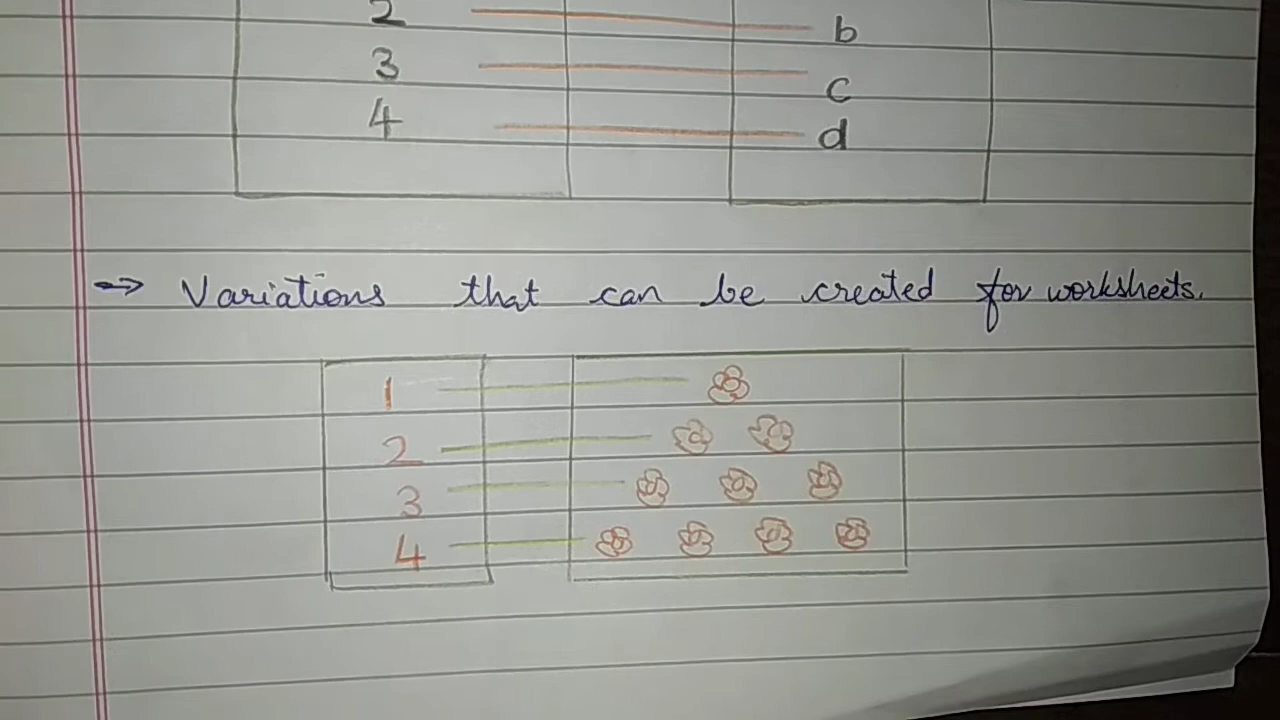 2 b
3 c
4 d
⇒ Variations that can be created for worksheets.
1
2
3
4